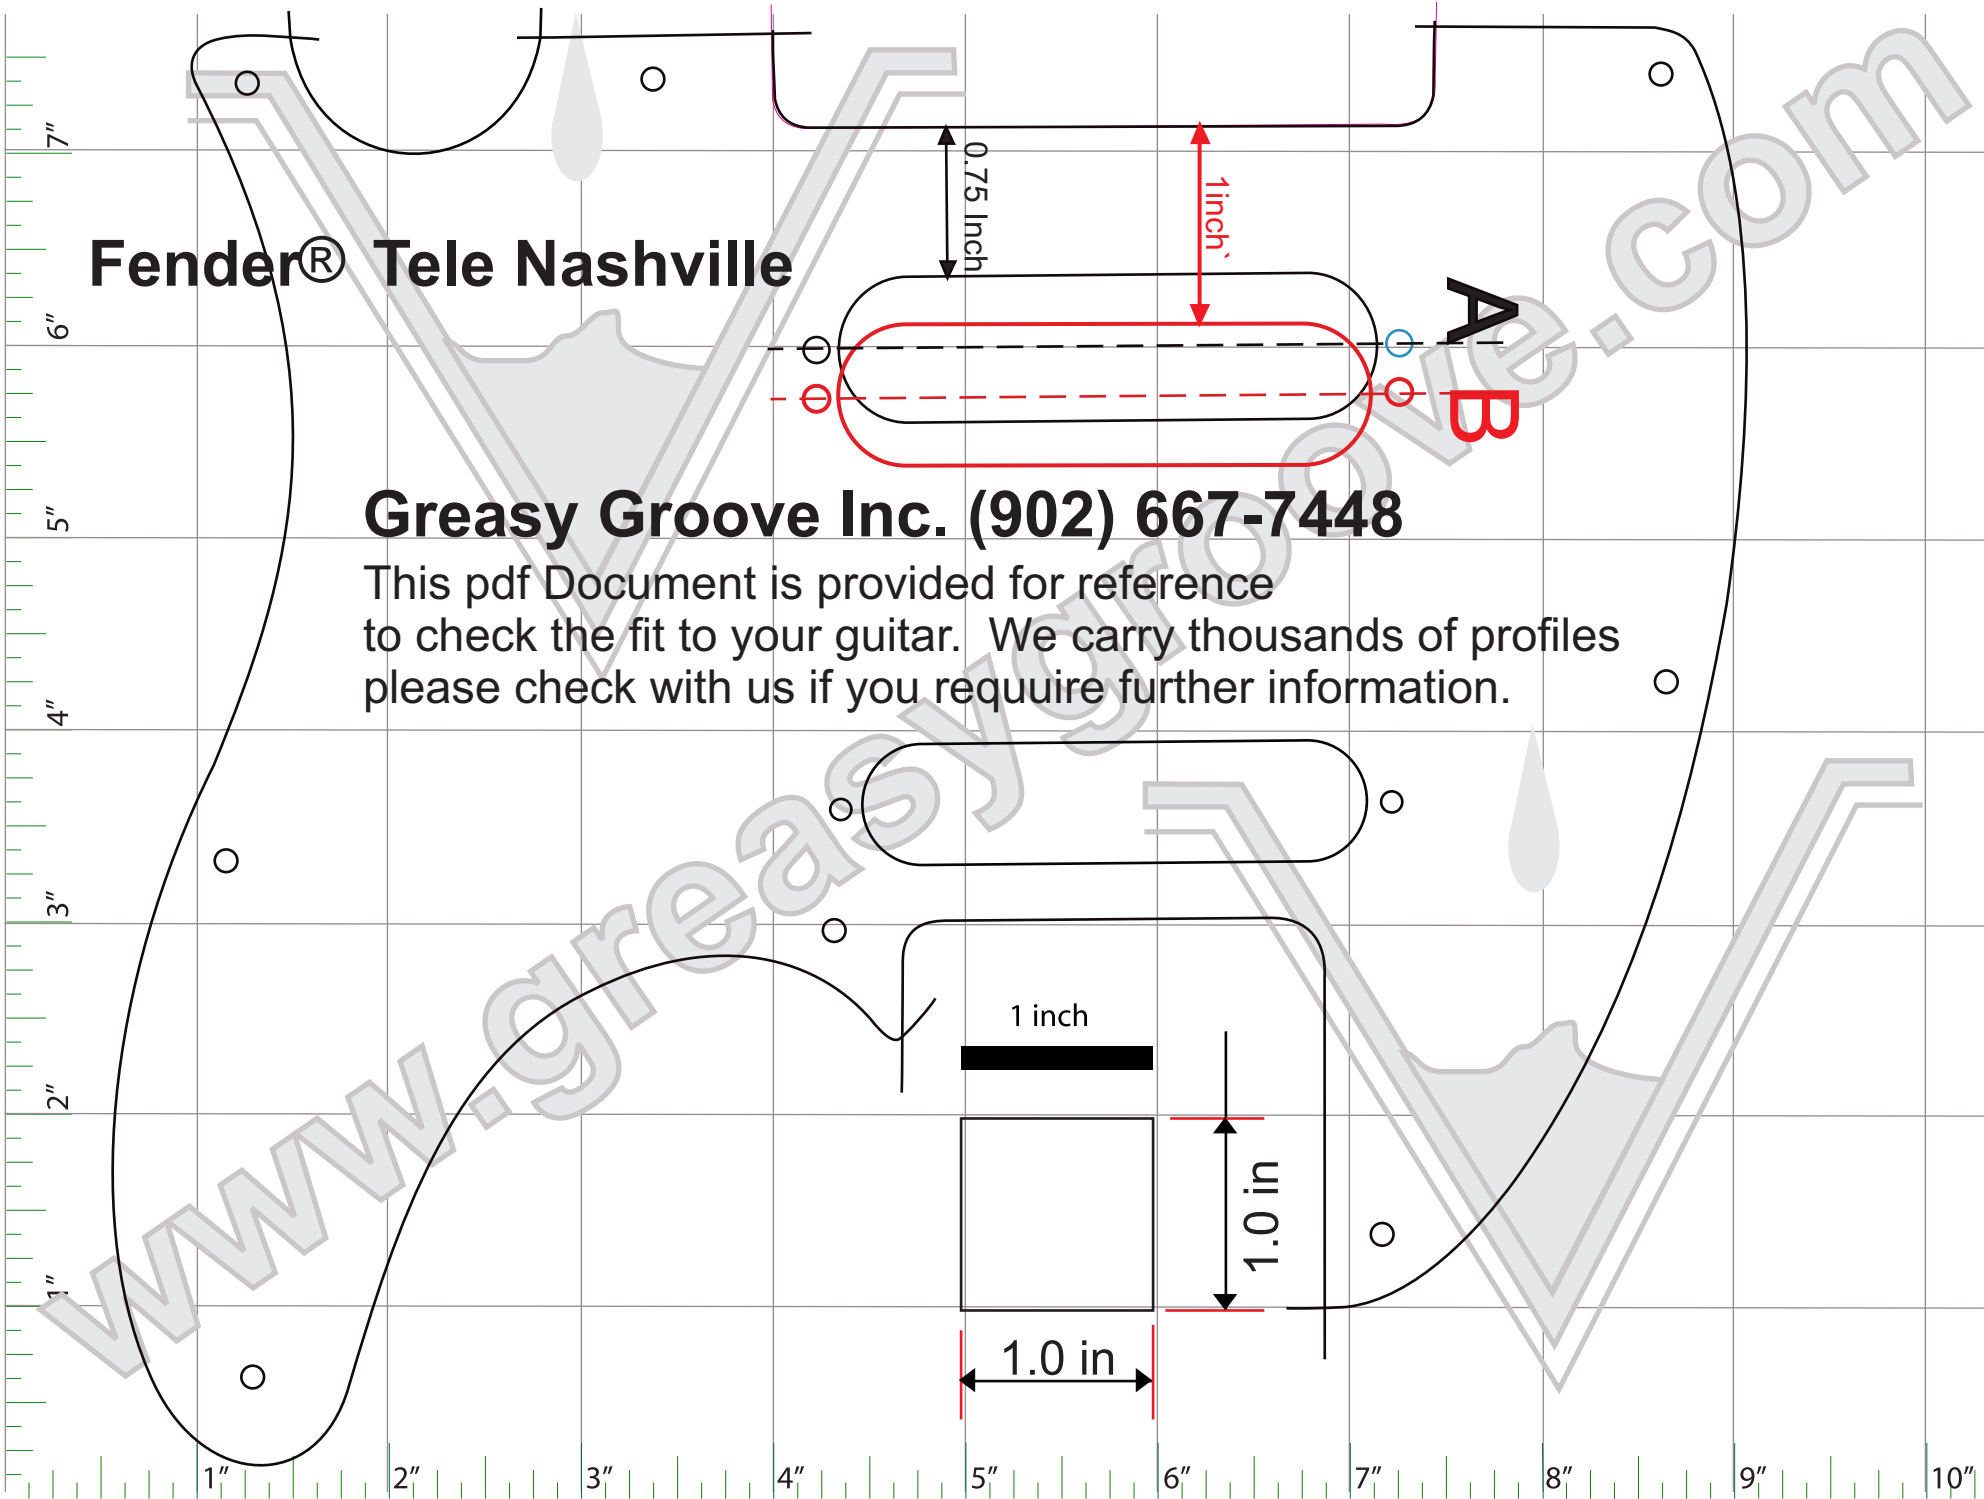 Fender® Tele Nashville
0.75 Inch
1inch`
A
B
Greasy Groove Inc. (902) 667-7448
This pdf Document is provided for reference
to check the fit to your guitar.  We carry thousands of profiles
please check with us if you requuire further information.
www.greasygroove.com
1 inch
1.0 in
1.0 in
7"
6"
5"
4"
3"
2"
1"
1" 2" 3" 4" 5" 6" 7" 8" 9" 10"